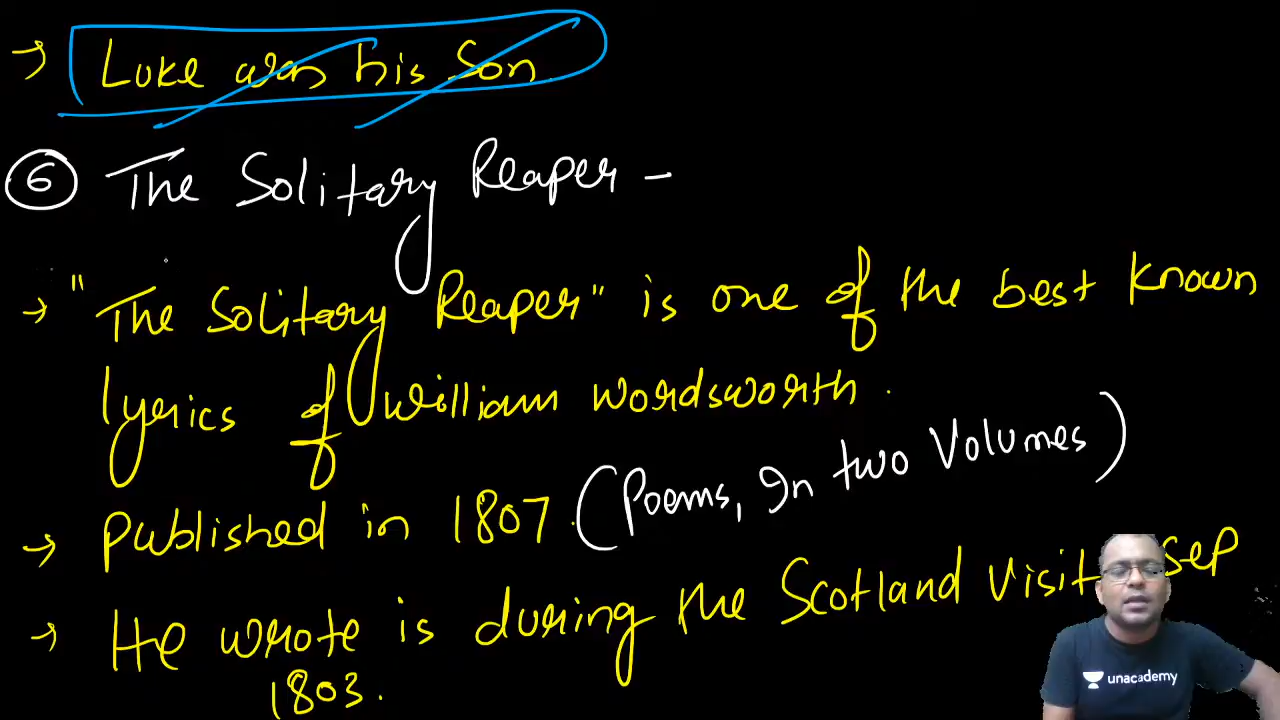 → Luke was his Son
⑥ The Solitary Reaper -
→ "The Solitary Reaper" is one of the best known
lyrics of William Wordsworth.
→ Published in 1807. (Poems, In two Volumes)
→ He wrote is during the Scotland visit sep
1803.
unacademy